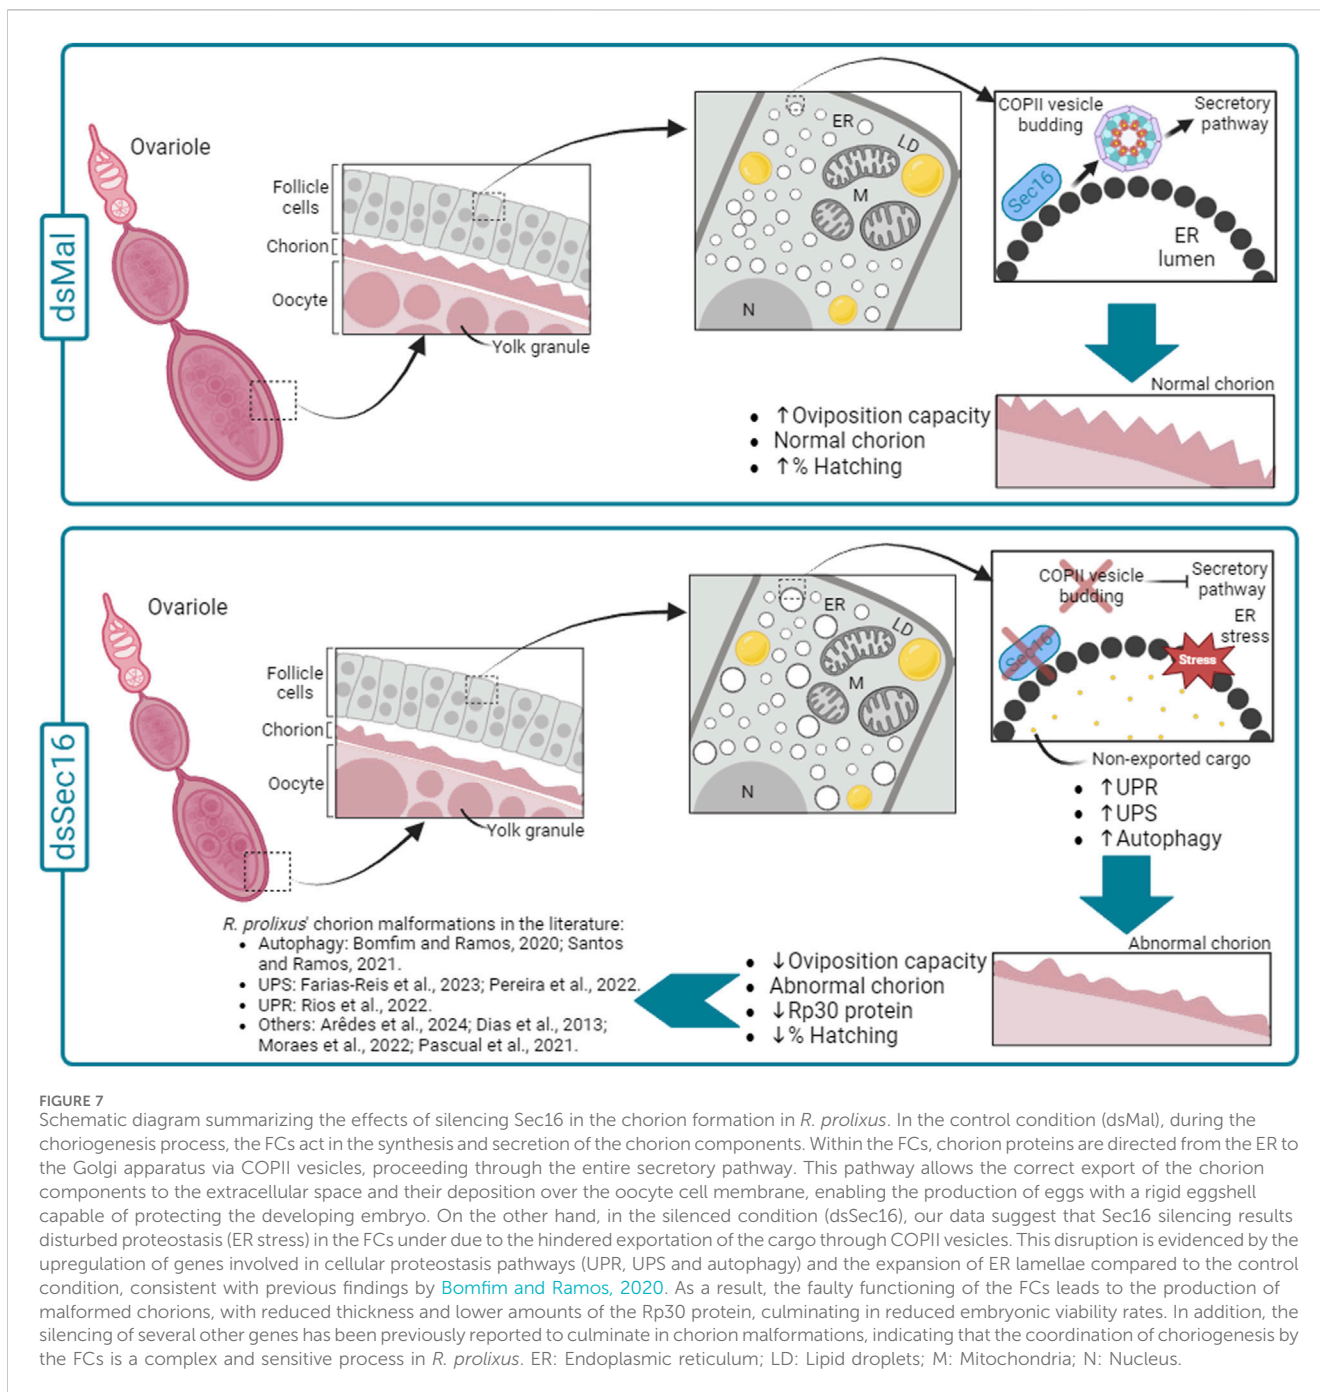 dsMal
Ovariole
Follicle
cells
Chorion
Oocyte
Yolk granule
ER
LD
M
N
COPII vesicle
budding
Secretory
pathway
Sec16
ER
lumen
Normal chorion
• ↑Oviposition capacity
• Normal chorion
• ↑% Hatching
dsSec16
Ovariole
Follicle
cells
Chorion
Oocyte
Yolk granule
ER
LD
M
N
COPII vesicle
budding
Secretory
pathway
ER
stress
Sec16
Stress
Non-exported cargo
• ↑UPR
• ↑UPS
• ↑Autophagy
Abnormal chorion
• ↓Oviposition capacity
• Abnormal chorion
• ↓Rp30 protein
• ↓% Hatching
R. prolixus' chorion malformations in the literature:
• Autophagy: Bomfim and Ramos, 2020; Santos
and Ramos, 2021.
• UPS: Farias-Reis et al., 2023; Pereira et al., 2022.
• UPR: Rios et al., 2022.
• Others: Arêdes et al., 2024; Dias et al., 2013;
Moraes et al., 2022; Pascual et al., 2021.
FIGURE 7
Schematic diagram summarizing the effects of silencing Sec16 in the chorion formation in R. prolixus. In the control condition (dsMal), during the
choriogenesis process, the FCs act in the synthesis and secretion of the chorion components. Within the FCs, chorion proteins are directed from the ER to
the Golgi apparatus via COPII vesicles, proceeding through the entire secretory pathway. This pathway allows the correct export of the chorion
components to the extracellular space and their deposition over the oocyte cell membrane, enabling the production of eggs with a rigid eggshell
capable of protecting the developing embryo. On the other hand, in the silenced condition (dsSec16), our data suggest that Sec16 silencing results
disturbed proteostasis (ER stress) in the FCs under due to the hindered exportation of the cargo through COPII vesicles. This disruption is evidenced by the
upregulation of genes involved in cellular proteostasis pathways (UPR, UPS and autophagy) and the expansion of ER lamellae compared to the control
condition, consistent with previous findings by Bomfim and Ramos, 2020. As a result, the faulty functioning of the FCs leads to the production of
malformed chorions, with reduced thickness and lower amounts of the Rp30 protein, culminating in reduced embryonic viability rates. In addition, the
silencing of several other genes has been previously reported to culminate in chorion malformations, indicating that the coordination of choriogenesis by
the FCs is a complex and sensitive process in R. prolixus. ER: Endoplasmic reticulum; LD: Lipid droplets; M: Mitochondria; N: Nucleus.